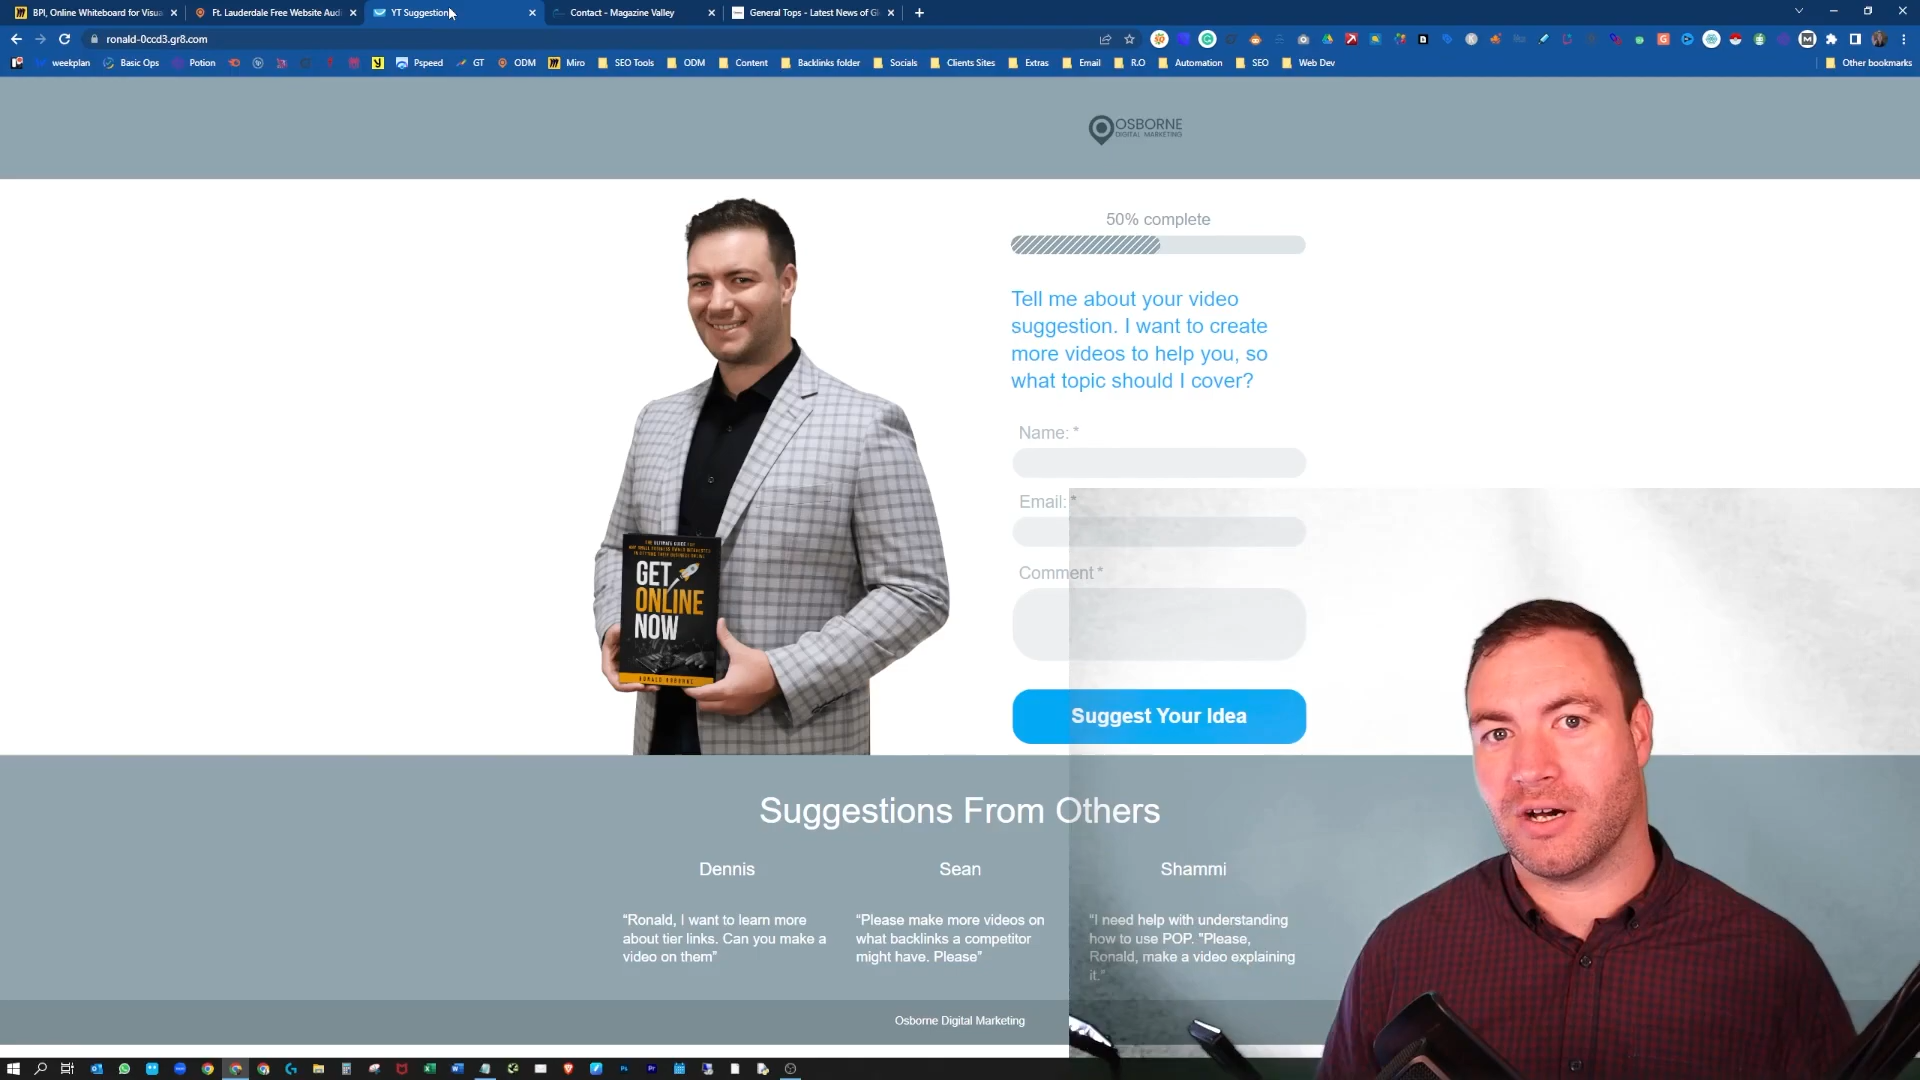 BPI, Online Whiteboard for Visua
Ft. Lauderdale Free Website Audi
YT Suggestion
Contact - Magazine Valley
General Tops - Latest News of Gl
ronald-0ccd3.gr8.com
weekplan
Basic Ops
Potion
Pspeed
GT
ODM
Miro
SEO Tools
ODM
Content
Backlinks folder
Socials
Clients Sites
Extras
Email
R.O
Automation
SEO
Web Dev
Other bookmarks
OSBORNE
DIGITAL MARKETING
50% complete
Tell me about your video
suggestion. I want to create
more videos to help you, so
what topic should I cover?
Name: *
Email: *
Comment *
Suggest Your Idea
GET
ONLINE
NOW
RONALD OSBORNE
Suggestions From Others
Dennis
“Ronald, I want to learn more
about tier links. Can you make a
video on them”
Sean
“Please make more videos on
what backlinks a competitor
might have. Please”
Shammi
“I need help with understanding
how to use POP. "Please,
Ronald, make a video explaining
it.”
Osborne Digital Marketing